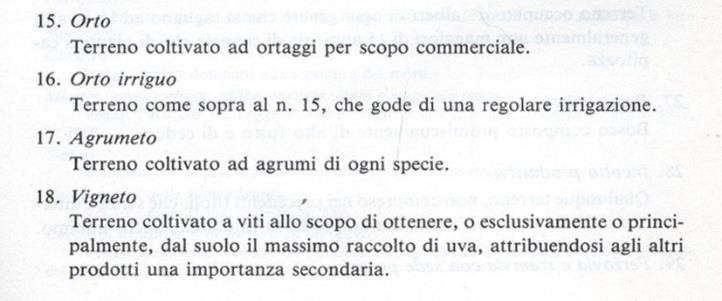 15. Orto
Terreno coltivato ad ortaggi per scopo commerciale.
16. Orto irriguo
Terreno come sopra al n. 15, che gode di una regolare irrigazione.
17. Agrumeto
Terreno coltivato ad agrumi di ogni specie.
18. Vigneto
Terreno coltivato a viti allo scopo di ottenere, o esclusivamente o princi-
palmente, dal suolo il massimo raccolto di uva, attribuendosi agli altri
prodotti una importanza secondaria.